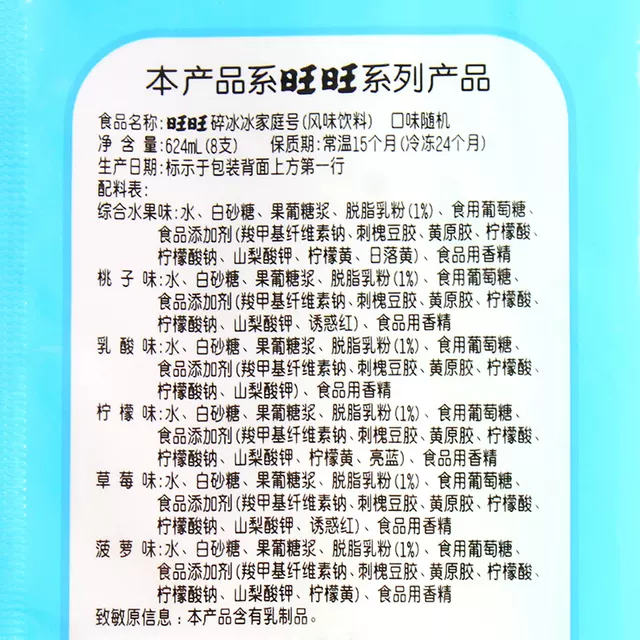 本产品系旺旺系列产品
食品名称:旺旺碎冰冰家庭号(风味饮料) 口味随机
净 含 量:624mL(8支) 保质期:常温15个月(冷冻24个月)
生产日期:标示于包装背面上方第一行
配料表:
综合水果味:水、白砂糖、果葡糖浆、脱脂乳粉(1%)、食用葡萄糖、
食品添加剂(羧甲基纤维素钠、刺槐豆胶、黄原胶、柠檬酸、
柠檬酸钠、山梨酸钾、柠檬黄、日落黄)、食品用香精
桃 子 味:水、白砂糖、果葡糖浆、脱脂乳粉(1%)、食用葡萄糖、
食品添加剂(羧甲基纤维素钠、刺槐豆胶、黄原胶、柠檬酸、
柠檬酸钠、山梨酸钾、诱惑红)、食品用香精
乳 酸 味:水、白砂糖、果葡糖浆、脱脂乳粉(1%)、食用葡萄糖、
食品添加剂(羧甲基纤维素钠、刺槐豆胶、黄原胶、柠檬酸、
柠檬酸钠、山梨酸钾)、食品用香精
柠 檬 味:水、白砂糖、果葡糖浆、脱脂乳粉(1%)、食用葡萄糖、
食品添加剂(羧甲基纤维素钠、刺槐豆胶、黄原胶、柠檬酸、
柠檬酸钠、山梨酸钾、柠檬黄、亮蓝)、食品用香精
草 莓 味:水、白砂糖、果葡糖浆、脱脂乳粉(1%)、食用葡萄糖、
食品添加剂(羧甲基纤维素钠、刺槐豆胶、黄原胶、柠檬酸、
柠檬酸钠、山梨酸钾、诱惑红)、食品用香精
菠 萝 味:水、白砂糖、果葡糖浆、脱脂乳粉(1%)、食用葡萄糖、
食品添加剂(羧甲基纤维素钠、刺槐豆胶、黄原胶、柠檬酸、
柠檬酸钠、山梨酸钾、柠檬黄)、食品用香精
致敏原信息:本产品含有乳制品。